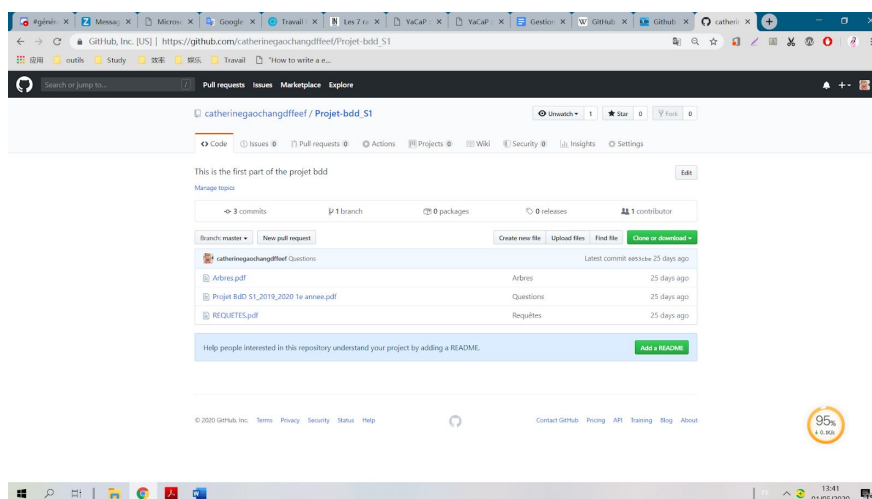 #génér Messag Micros Google Travail Les 7 ra YaCaP : YaCaP : Gestion GitHub Github catheri
GitHub, Inc. [US] | https://github.com/catherinegaochangdffeef/Projet-bdd_S1
应用 outils Study 效率 娱乐 Travail "How to write a e...
Search or jump to... / Pull requests Issues Marketplace Explore
catherinegaochangdffeef / Projet-bdd_S1 Unwatch 1 Star 0 Fork 0
Code Issues 0 Pull requests 0 Actions Projects 0 Wiki Security 0 Insights Settings
This is the first part of the projet bdd Edit
Manage topics
3 commits 1 branch 0 packages 0 releases 1 contributor
Branch: master New pull request Create new file Upload files Find file Clone or download
catherinegaochangdffeef Questions Latest commit 25 days ago
Arbres.pdf Arbres 25 days ago
Projet BdD S1_2019_2020 1e annee.pdf Questions 25 days ago
REQUETES.pdf Requêtes 25 days ago
Help people interested in this repository understand your project by adding a README. Add a README
© 2020 GitHub, Inc. Terms Privacy Security Status Help Contact GitHub Pricing API Training Blog About
95%
13:41